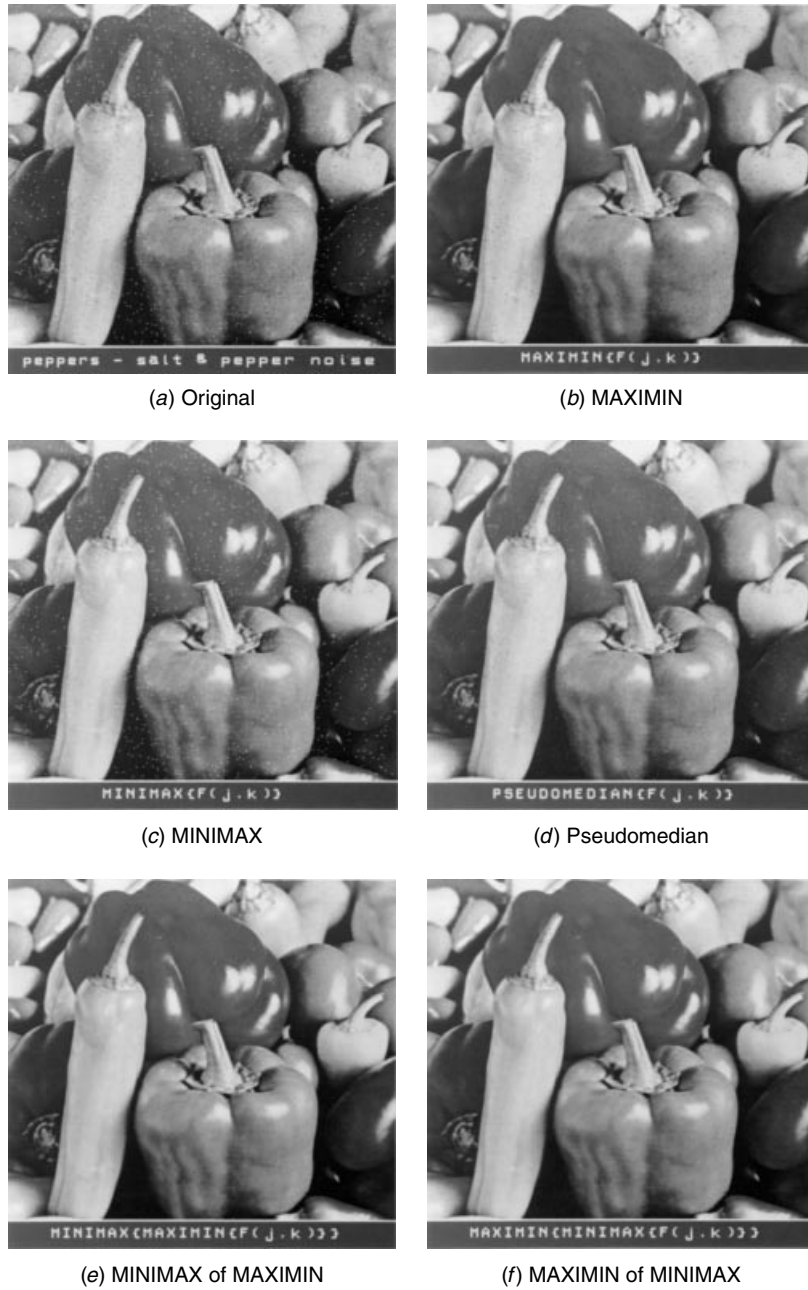 peppers - salt & pepper noise
MAXIMIN{F(j.k)}
(a) Original
(b) MAXIMIN
MINIMAX{F(j.k)}
PSEUDOMEDIAN{F(j.k)}
(c) MINIMAX
(d) Pseudomedian
MINIMAX{MAXIMIN{F(j.k)}}
MAXIMIN{MINIMAX{F(j.k)}}
(e) MINIMAX of MAXIMIN
(f) MAXIMIN of MINIMAX